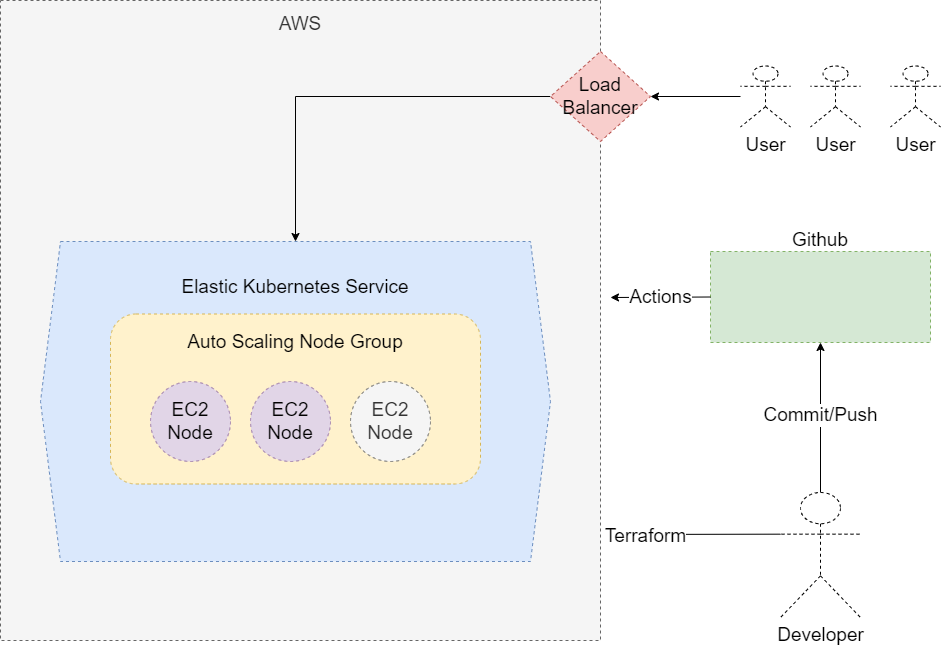 AWS
Load
Balancer
User
User
User
Github
Elastic Kubernetes Service
Actions
Auto Scaling Node Group
EC2
Node
EC2
Node
EC2
Node
Commit/Push
Terraform
Developer